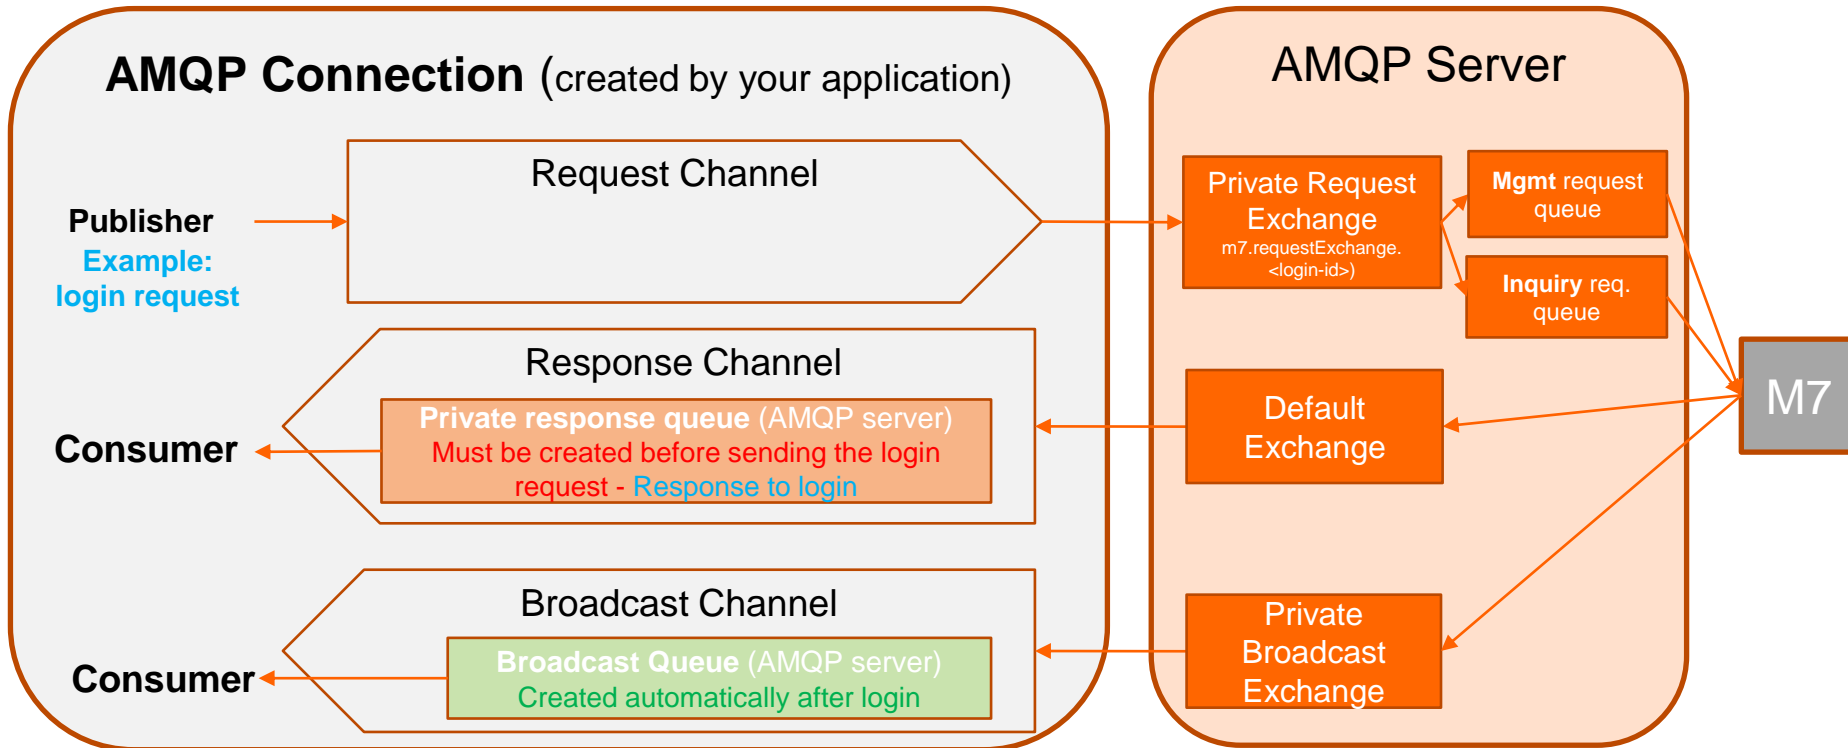 AMQP Connection (created by your application)
Request Channel
Publisher
Example:
login request
Response Channel
Private response queue (AMQP server)
Must be created before sending the login
request - Response to login
Consumer
Broadcast Channel
Broadcast Queue (AMQP server)
Created automatically after login
Consumer
AMQP Server
Private Request
Exchange
m7.requestExchange.
<login-id>)
Mgmt request
queue
Inquiry req.
queue
Default
Exchange
Private
Broadcast
Exchange
M7